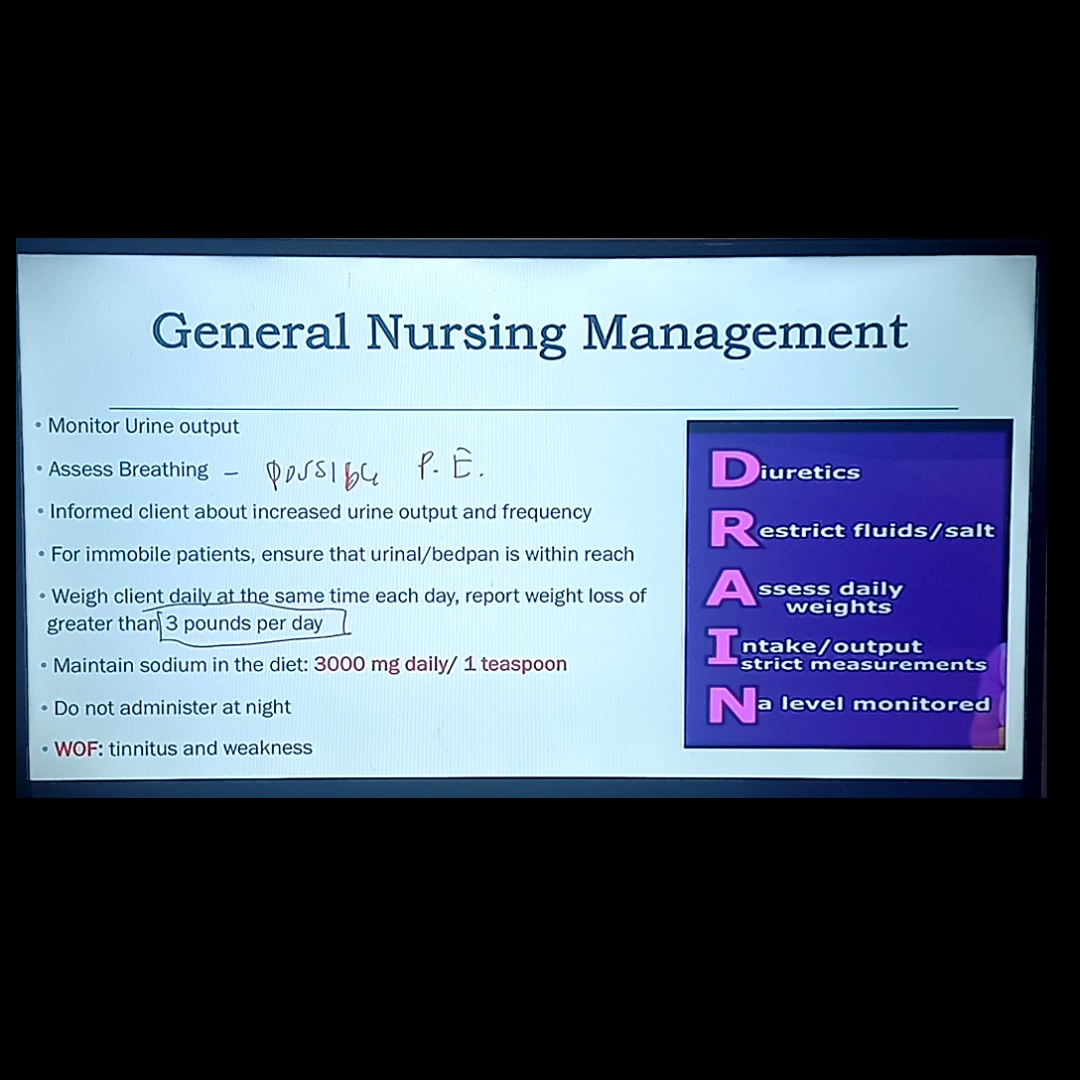 General Nursing Management
• Monitor Urine output
• Assess Breathing – possible P.E.
• Informed client about increased urine output and frequency
• For immobile patients, ensure that urinal/bedpan is within reach
• Weigh client daily at the same time each day, report weight loss of
greater than 3 pounds per day
• Maintain sodium in the diet: 3000 mg daily/ 1 teaspoon
• Do not administer at night
• WOF: tinnitus and weakness
Diuretics
Restrict fluids/salt
Assess daily
weights
Intake/output
strict measurements
Na level monitored